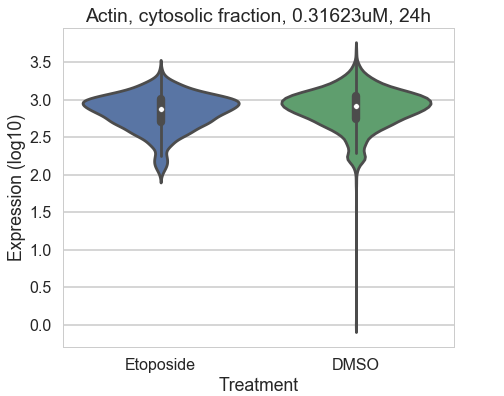 Actin, cytosolic fraction, 0.31623uM, 24h
Expression (log10)
3.5
3.0
2.5
2.0
1.5
1.0
0.5
0.0
Etoposide
DMSO
Treatment